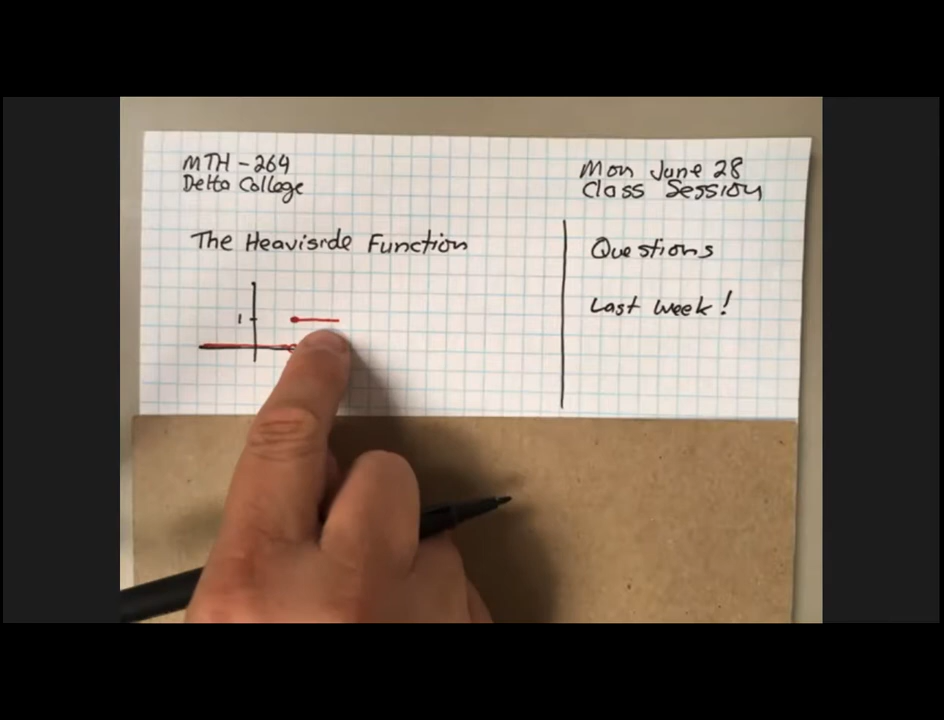 MTH - 264
Delta College
Mon June 28
Class Session
The Heaviside Function
1
Questions
Last week!